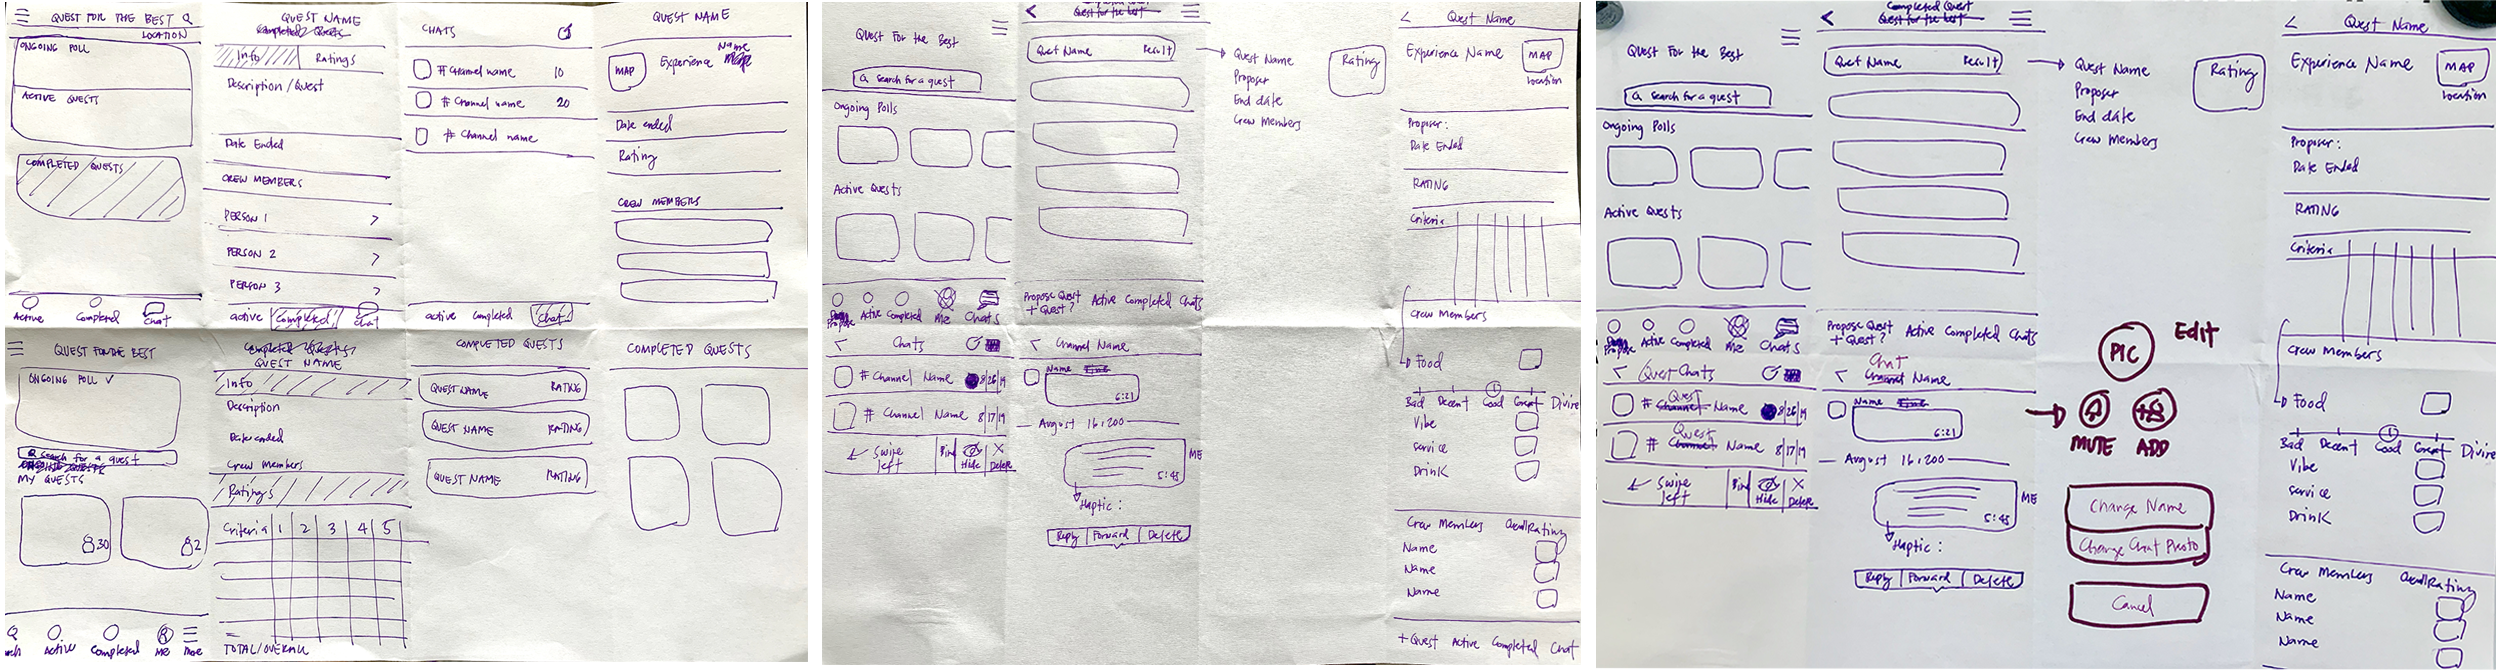 QUEST FOR THE BEST
LOCATION
ONGOING POLL
ACTIVE QUESTS
COMPLETED QUESTS
Active Completed Chat
QUEST NAME
Completed Quests
Info Ratings
Description/Quest
Date Ended
CREW MEMBERS
PERSON 1 >
PERSON 2 >
PERSON 3 >
active Completed Chat
CHATS
# Channel name 10
# Channel name 20
# Channel name
active Completed Chat
QUEST NAME
MAP Experience Name
Date ended
Rating
CREW MEMBERS
QUEST FOR THE BEST
ONGOING POLL
Search for a quest
MY QUESTS
30 2
Active Completed Me More
Completed Quests
QUEST NAME
Info
Description
Date ended
Crew Members
Ratings
Criteria 1 2 3 4 5
TOTAL/OVERALL
COMPLETED QUESTS
QUEST NAME RATING
QUEST NAME RATING
QUEST NAME RATING
COMPLETED QUESTS
Quest For the Best
Search for a quest
Ongoing Polls
Active Quests
Propose Active Completed Me Chats
< Quest for the best
Quest Name Result
Propose Quest Active Completed Chats
+ Quest?
Quest Name
Proposer
End date
Crew Members
Rating
< Quest Name
Experience Name MAP
Location
Proposer:
Date Ended
RATING
Criteria
Crew Members
< Chats
# Channel Name 8/26/19
# Channel Name 8/17/19
Swipe left Hide Delete
< Channel Name
Name Time
6:21
August 16, 200
5:45
ME
Haptic:
Reply Forward Delete
Food
Bad Decent Good Great Divine
Vibe
Service
Drink
Crew Members Overall Rating
Name
Name
Name
+ Quest Active Completed Chat
Quest For the Best
Search for a quest
Ongoing Polls
Active Quests
Propose Active Completed Me Chats
Completed Quest
< Quest for the best
Quest Name Result
Propose Quest Active Completed Chats
+ Quest?
Quest Name
Proposer
End date
Crew Members
Rating
< Quest Name
Experience Name MAP
Location
Proposer:
Date Ended
RATING
Criteria
Crew Members
< Quest Chats
# Channel Quest Name 8/26/19
# Channel Quest Name 8/17/19
Swipe left Hide Delete
< Channel Chat Name
Name Time
6:21
August 16, 200
5:45
ME
Haptic:
Reply Forward Delete
PIC Edit
MUTE ADD
Change Name
Change Chat Photo
Cancel
Food
Bad Decent Good Great Divine
Vibe
Service
Drink
Crew Members Overall Rating
Name
Name
Name